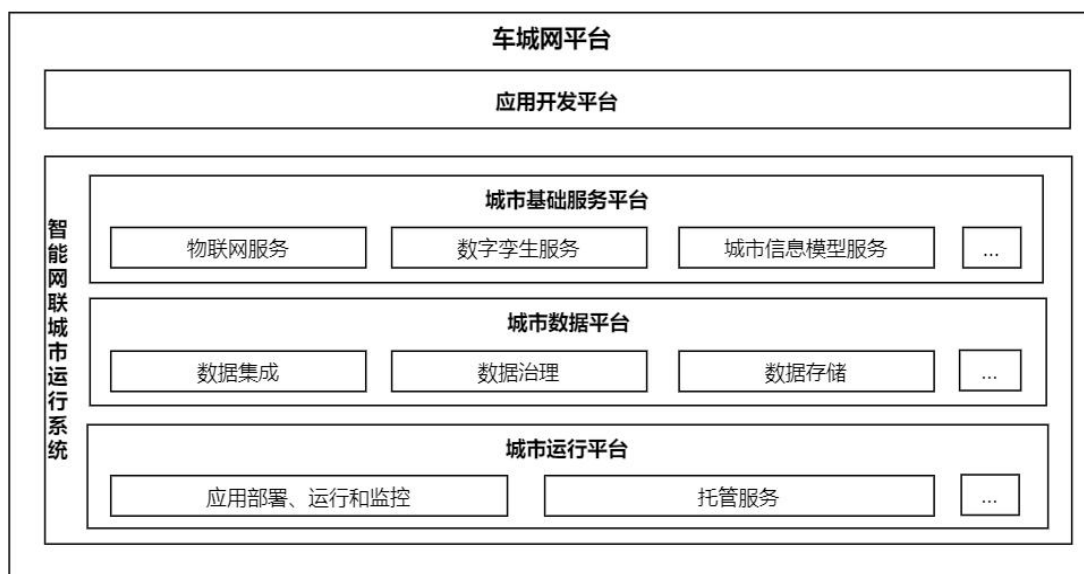 车城网平台
应用开发平台
智能网联城市运行系统
城市基础服务平台
物联网服务
数字孪生服务
城市信息模型服务
...
城市数据平台
数据集成
数据治理
数据存储
...
城市运行平台
应用部署、运行和监控
托管服务
...